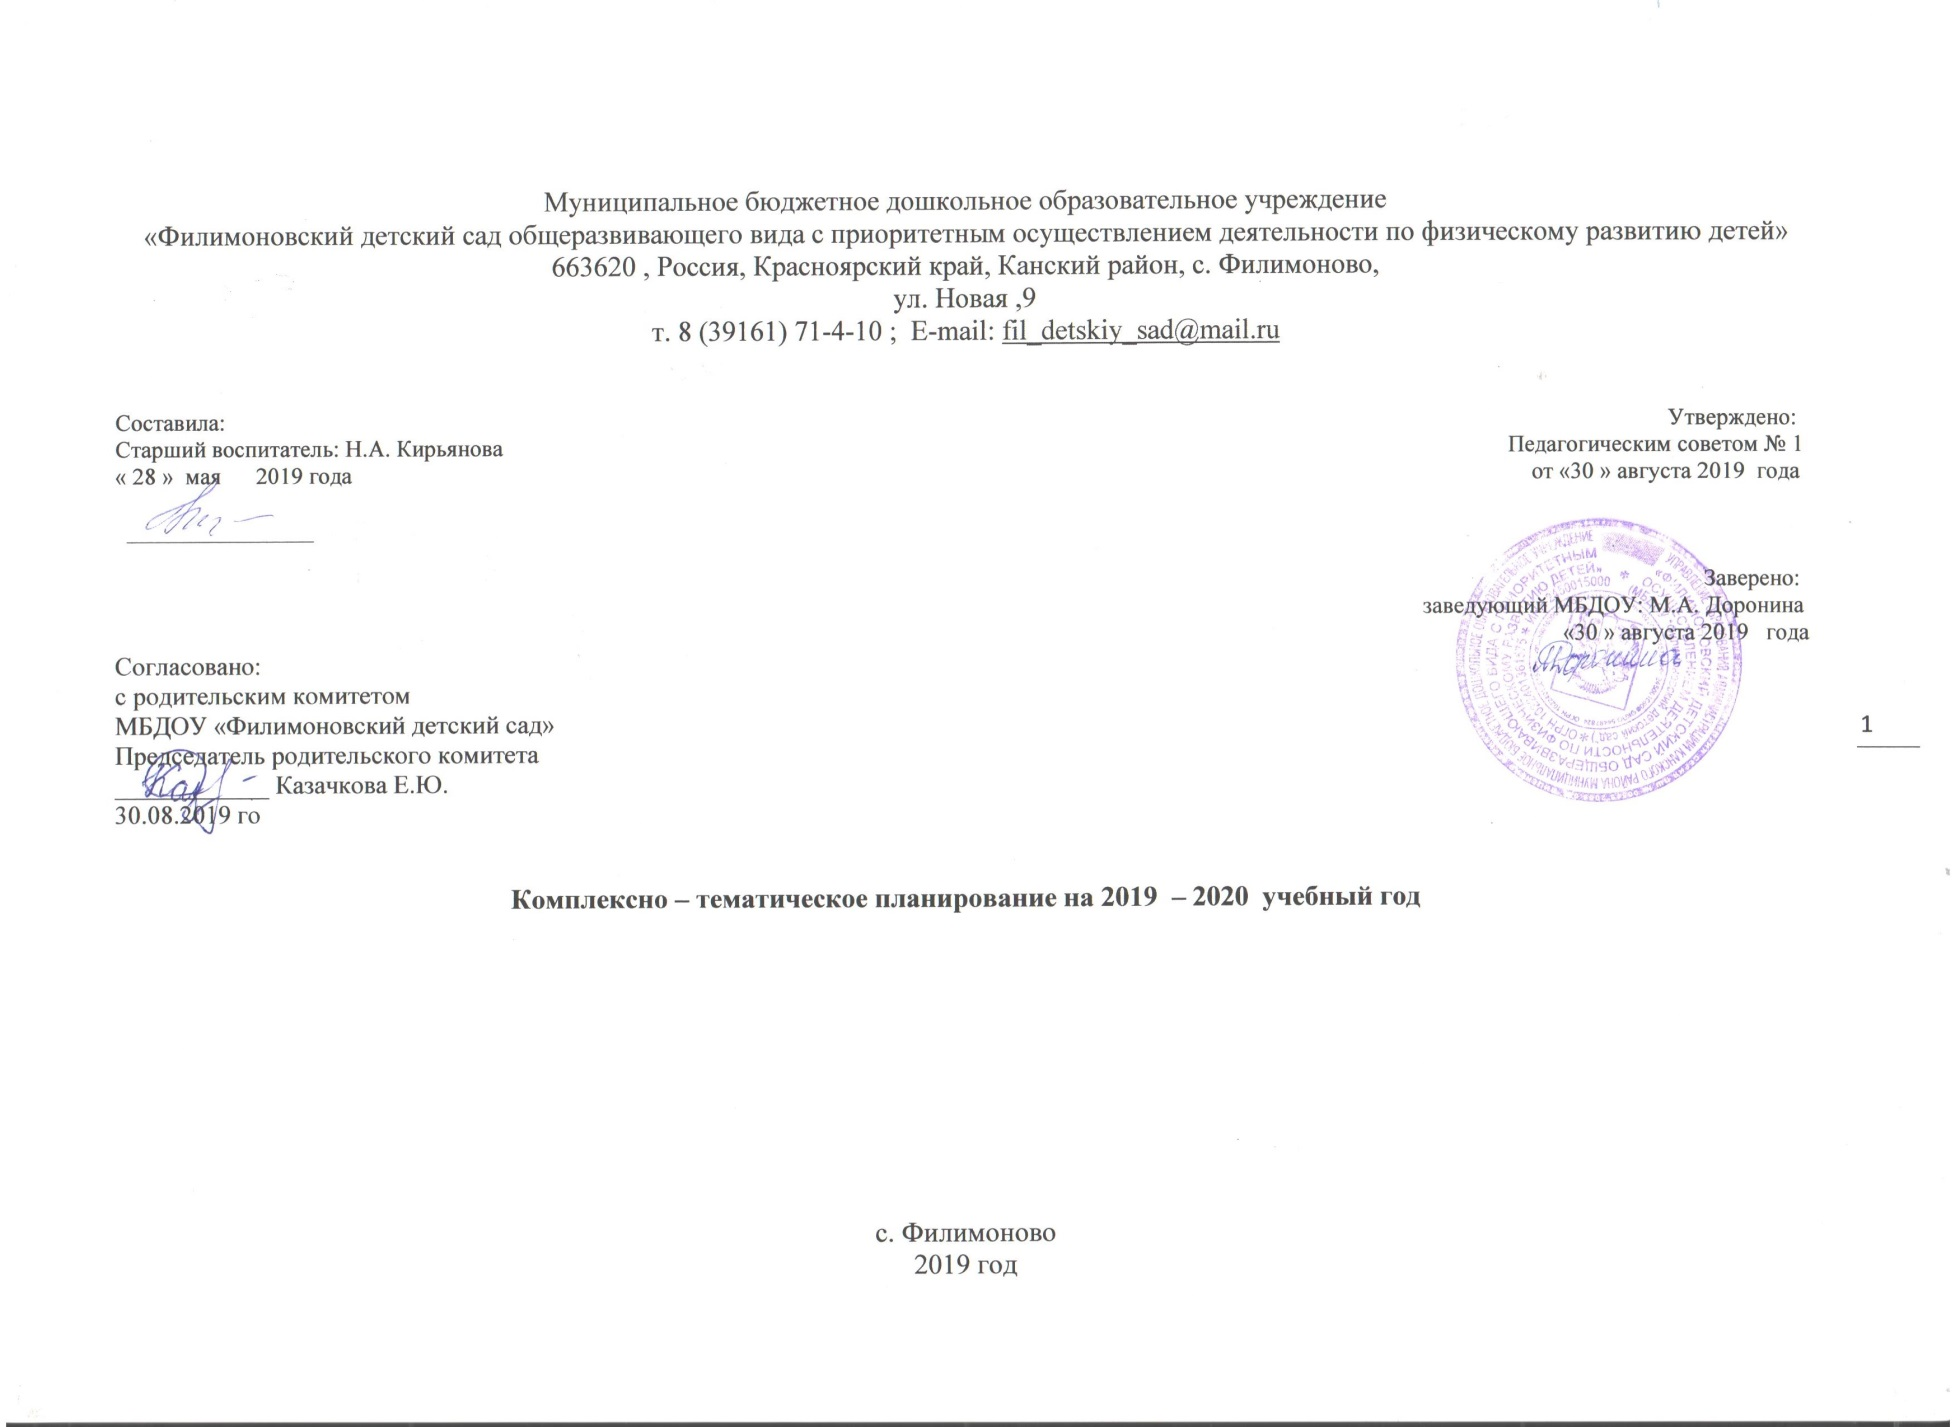 Муниципальное бюджетное дошкольное образовательное учреждение
«Филимоновский детский сад общеразвивающего вида с приоритетным осуществлением деятельности по физическому развитию детей»
663620 , Россия, Красноярский край, Канский район, с. Филимоново,
ул. Новая ,9
т. 8 (39161) 71-4-10 ; E-mail: fil_detskiy_sad@mail.ru
Составила:
Старший воспитатель: Н.А. Кирьянова
« 28 » мая 2019 года
Утверждено:
Педагогическим советом № 1
от «30 » августа 2019 года
Заверено:
заведующий МБДОУ: М.А. Доронина
«30 » августа 2019 года
Согласовано:
с родительским комитетом
МБДОУ «Филимоновский детский сад»
Председатель родительского комитета
Казачкова Е.Ю.
30.08.2019 го
1
Комплексно – тематическое планирование на 2019 – 2020 учебный год
с. Филимоново
2019 год